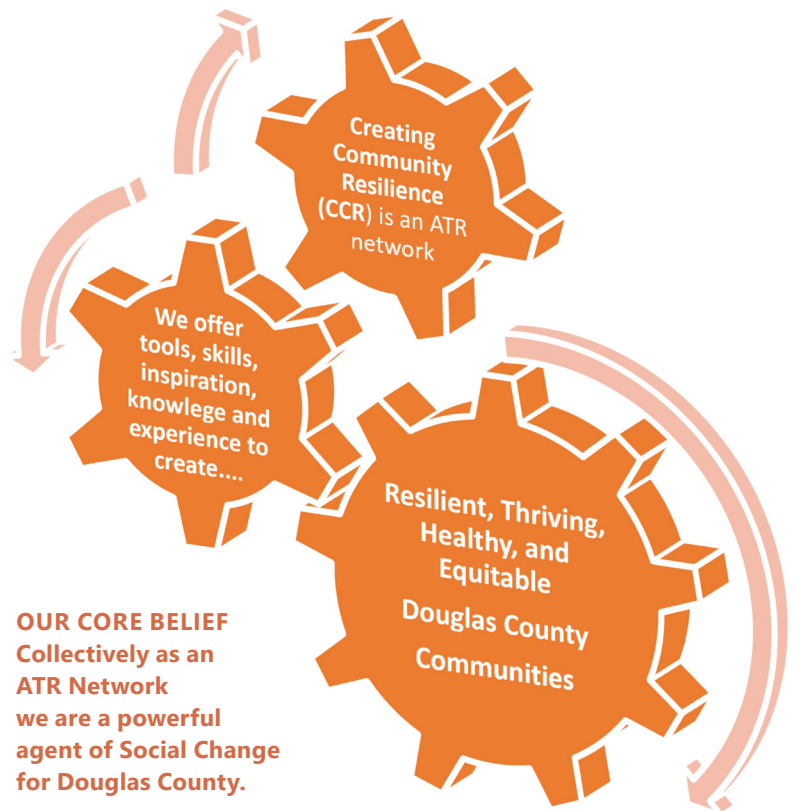 Creating
Community
Resilience
(CCR) is an ATR
network
We offer
tools, skills,
inspiration,
knowlege and
experience to
create....
Resilient, Thriving,
Healthy, and
Equitable
Douglas County
Communities
OUR CORE BELIEF
Collectively as an
ATR Network
we are a powerful
agent of Social Change
for Douglas County.